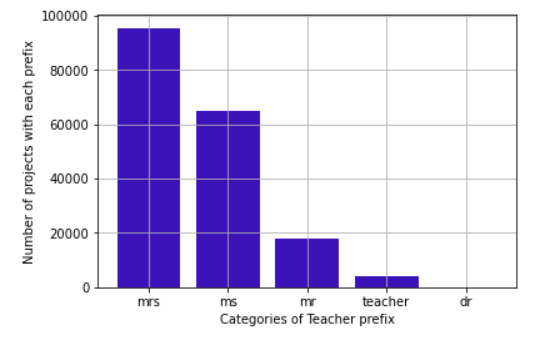 100000
80000
60000
40000
20000
0
Number of projects with each prefix
mrs ms mr teacher dr
Categories of Teacher prefix